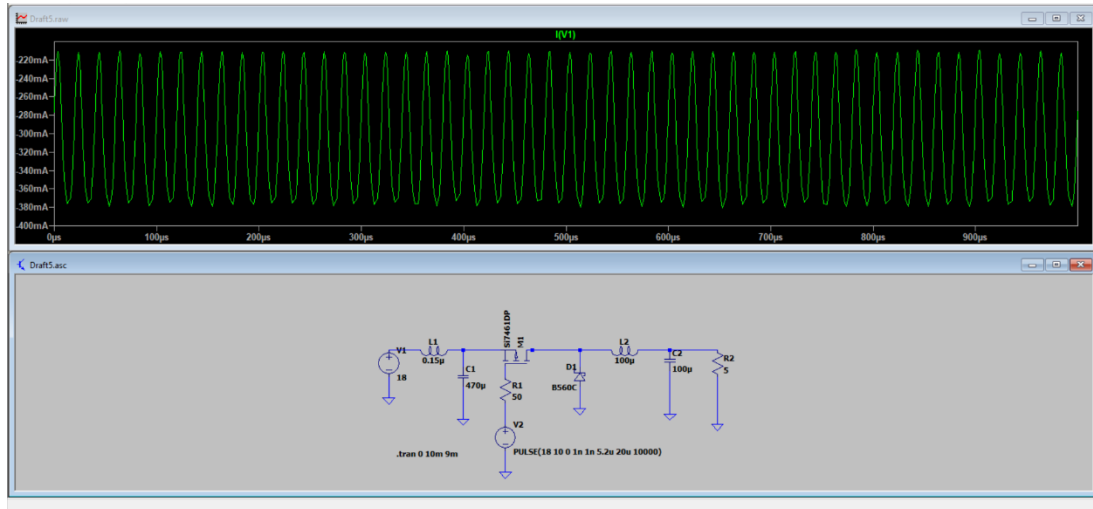 Draft5.raw
I(V1)
-220mA
-240mA
-260mA
-280mA
-300mA
-320mA
-340mA
-360mA
-380mA
-400mA
0µs 100µs 200µs 300µs 400µs 500µs 600µs 700µs 800µs 900µs
Draft5.asc
V1
18
L1
0.15µ
C1
470µ
Si7461DP
M1
R1
50
V2
PULSE(18 10 0 1n 1n 5.2u 20u 10000)
D1
B560C
L2
100µ
C2
100µ
R2
5
.tran 0 10m 9m